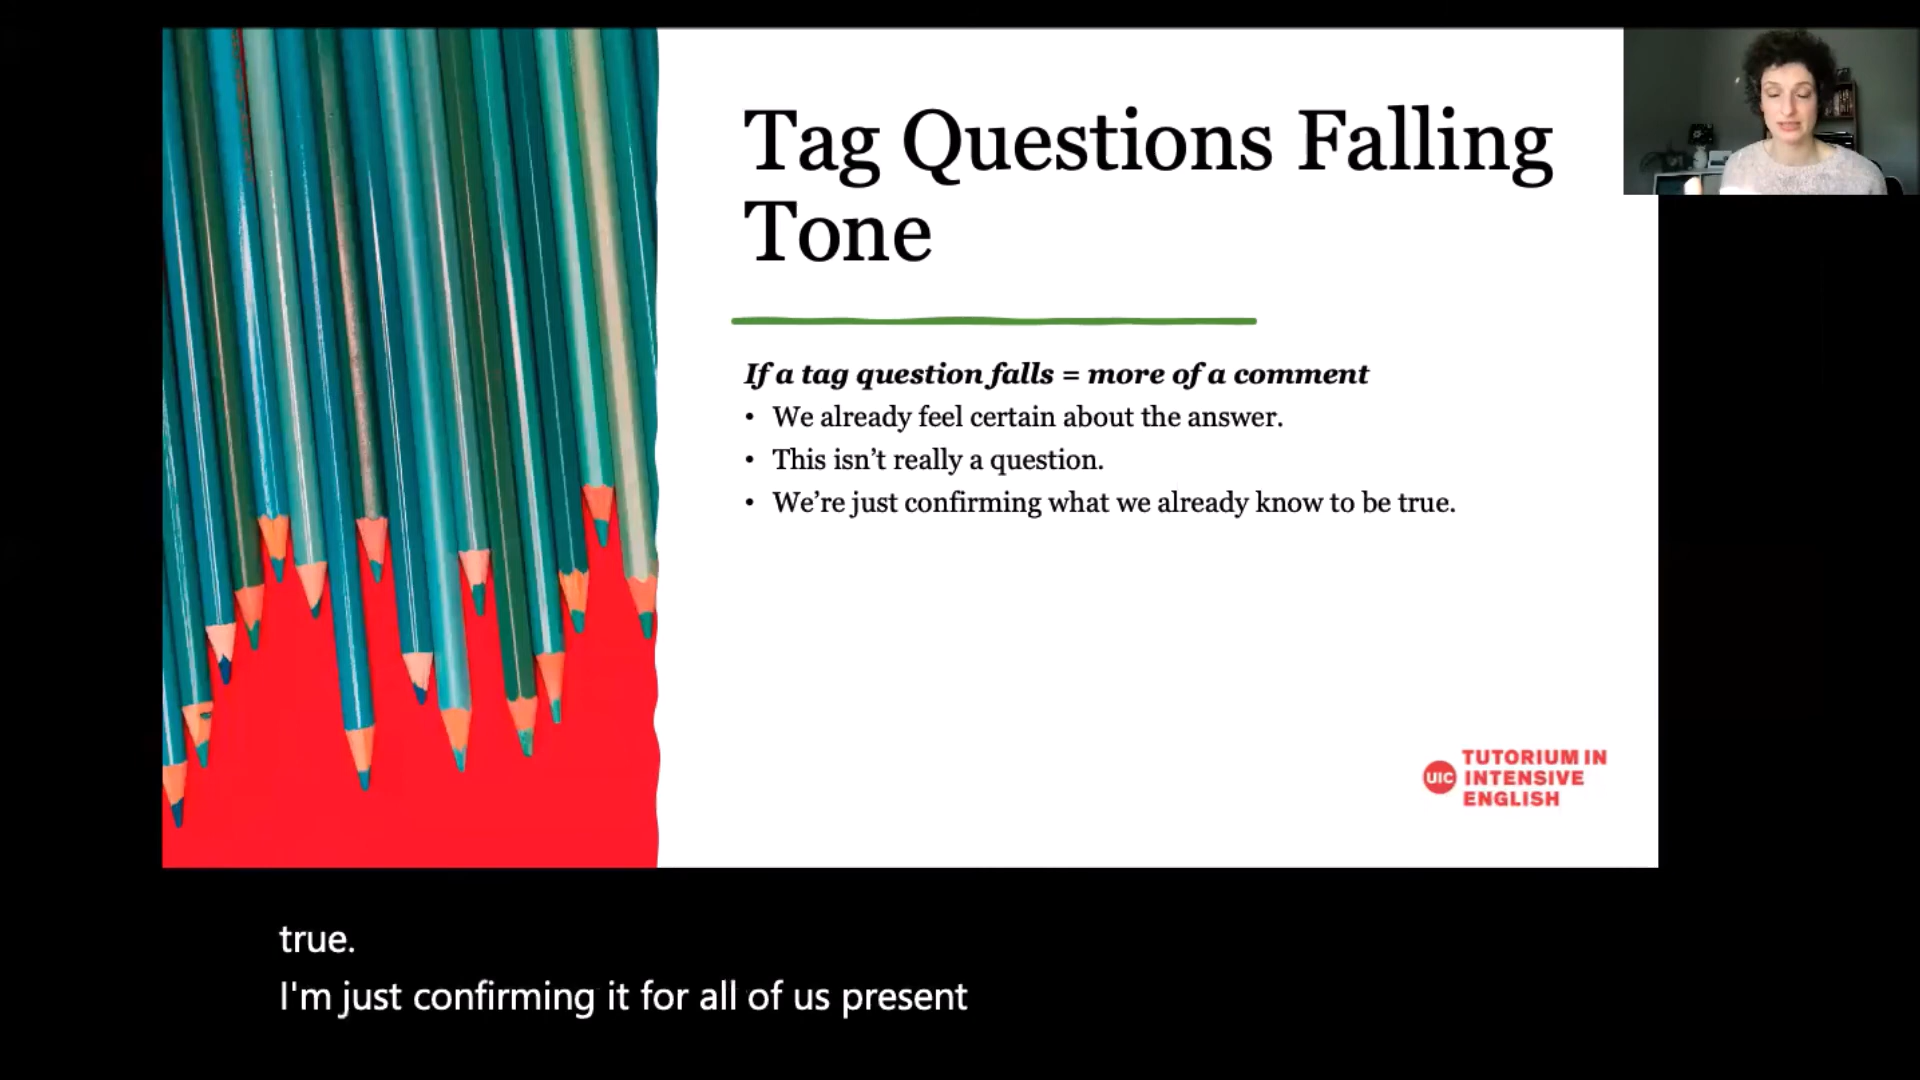 Tag Questions Falling
Tone
If a tag question falls = more of a comment
• We already feel certain about the answer.
• This isn’t really a question.
• We’re just confirming what we already know to be true.
UIC
TUTORIUM IN
INTENSIVE
ENGLISH
true.
I'm just confirming it for all of us present